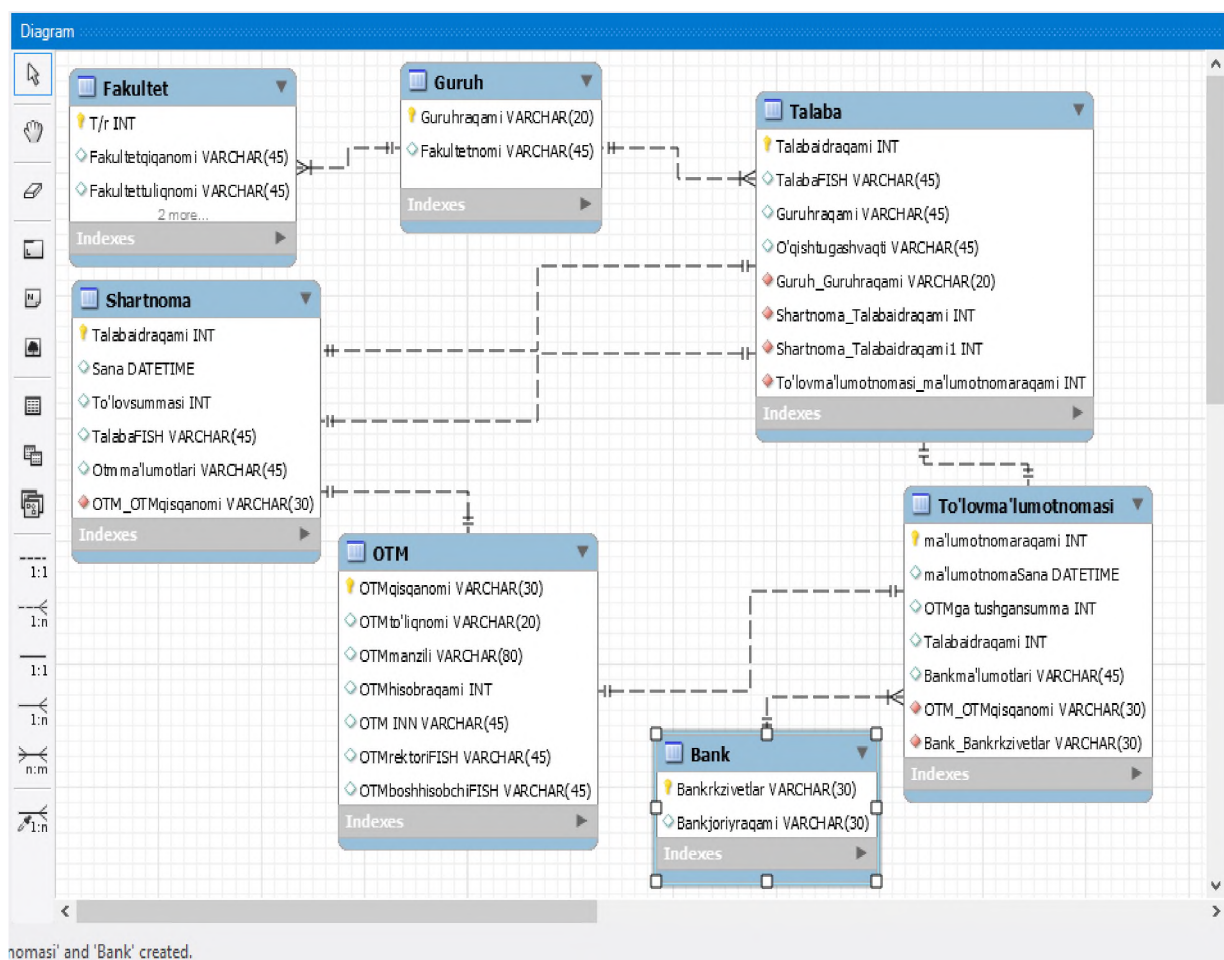 Diagram
Fakultet
T/r INT
Fakultetqiqanomi VARCHAR(45)
Fakultettuliqnomi VARCHAR(45)
2 more...
Indexes
Guruh
Guruhraqami VARCHAR(20)
Fakultetnomi VARCHAR(45)
Indexes
Talaba
Talabaidraqami INT
TalabaFISH VARCHAR(45)
Guruhraqami VARCHAR(45)
O'qishtugashvaqti VARCHAR(45)
Guruh_Guruhraqami VARCHAR(20)
Shartnoma_Talabaidraqami INT
Shartnoma_Talabaidraqami1 INT
To'lovma'lumotnomasi_ma'lumotnomaraqami INT
Indexes
Shartnoma
Talabaidraqami INT
Sana DATETIME
To'lovsummasi INT
TalabaFISH VARCHAR(45)
Otm ma'lumotlari VARCHAR(45)
OTM_OTMqisqanomi VARCHAR(30)
Indexes
OTM
OTMqisqanomi VARCHAR(30)
OTMto'liqnomi VARCHAR(20)
OTMmanzili VARCHAR(80)
OTMhisobraqami INT
OTM INN VARCHAR(45)
OTMrektoriFISH VARCHAR(45)
OTMboshhisobchiFISH VARCHAR(45)
Indexes
To'lovma'lumotnomasi
ma'lumotnomaraqami INT
ma'lumotnomaSana DATETIME
OTMga tushgansumma INT
Talabaidraqami INT
Bankma'lumotlari VARCHAR(45)
OTM_OTMqisqanomi VARCHAR(30)
Bank_Bankrkzivetlar VARCHAR(30)
Indexes
Bank
Bankrkzivetlar VARCHAR(30)
Bankjoriyraqami VARCHAR(30)
Indexes
1:1
1:n
1:1
1:n
n:m
1:n
nomasi' and 'Bank' created.